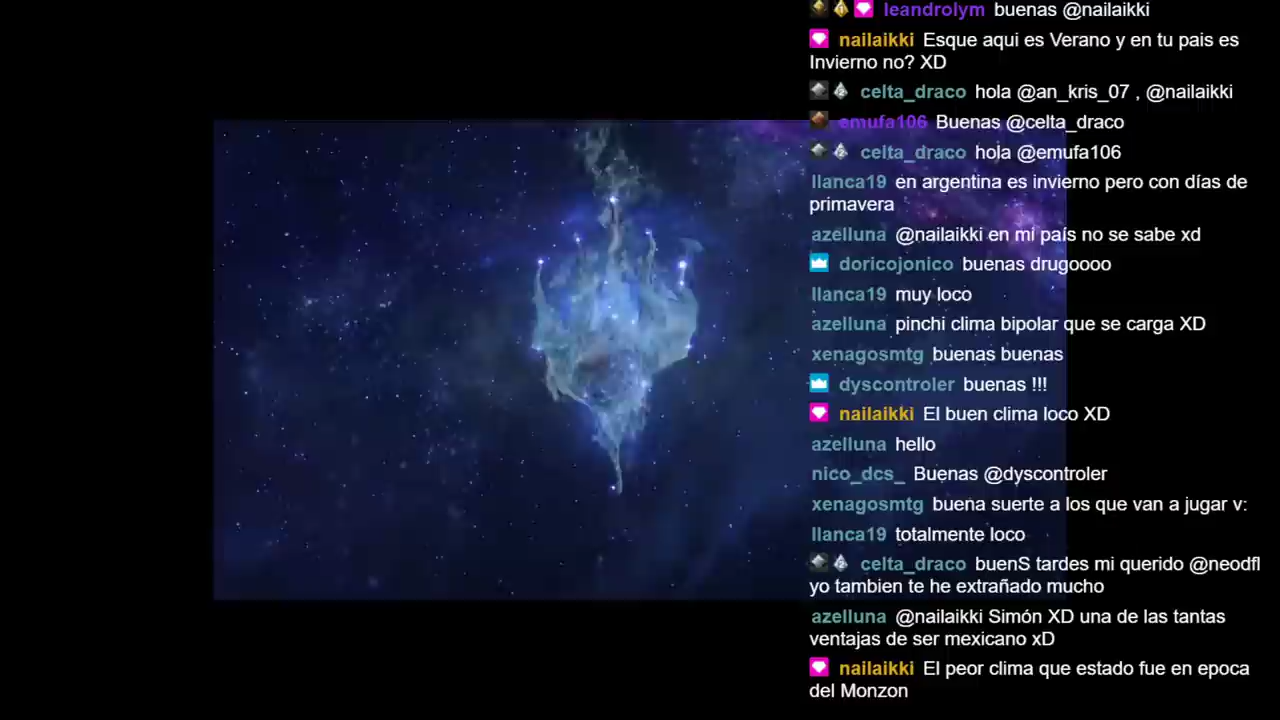 leandrolym buenas @nailaikki
nailaikki Esque aqui es Verano y en tu pais es
Invierno no? XD
celta_draco hola @an_kris_07 , @nailaikki
emufa106 Buenas @celta_draco
celta_draco hola @emufa106
llanca19 en argentina es invierno pero con días de
primavera
azelluna @nailaikki en mi país no se sabe xd
doricojonico buenas drugoooo
llanca19 muy loco
azelluna pinchi clima bipolar que se carga XD
xenagosmtg buenas buenas
dyscontroler buenas !!!
nailaikki El buen clima loco XD
azelluna hello
nico_dcs_ Buenas @dyscontroler
xenagosmtg buena suerte a los que van a jugar v:
llanca19 totalmente loco
celta_draco buenS tardes mi querido @neodfl
yo tambien te he extrañado mucho
azelluna @nailaikki Simón XD una de las tantas
ventajas de ser mexicano xD
nailaikki El peor clima que estado fue en epoca
del Monzon